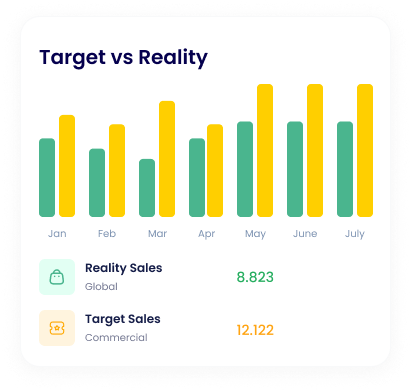 Target vs Reality
Jan Feb Mar Apr May June July
Reality Sales
Global
8.823
Target Sales
Commercial
12.122